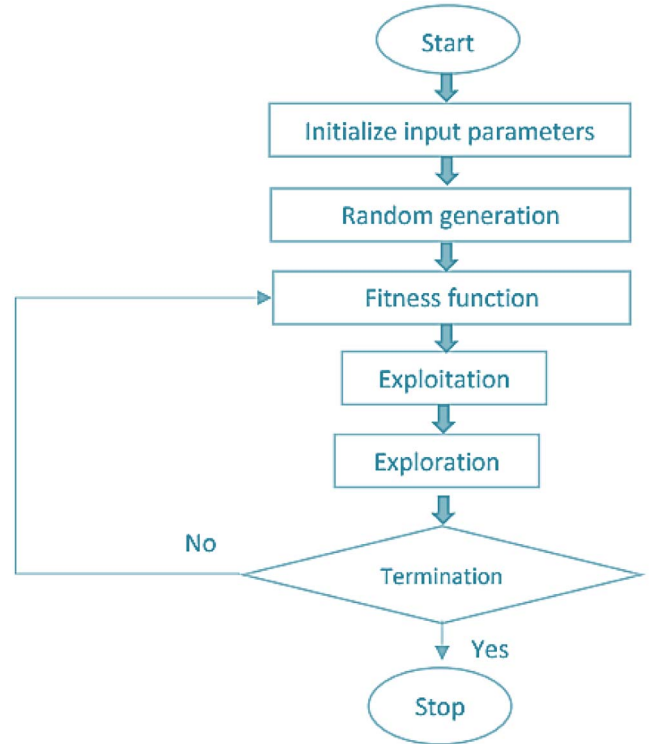 Start
Initialize input parameters
Random generation
Fitness function
Exploitation
Exploration
No
Termination
Yes
Stop